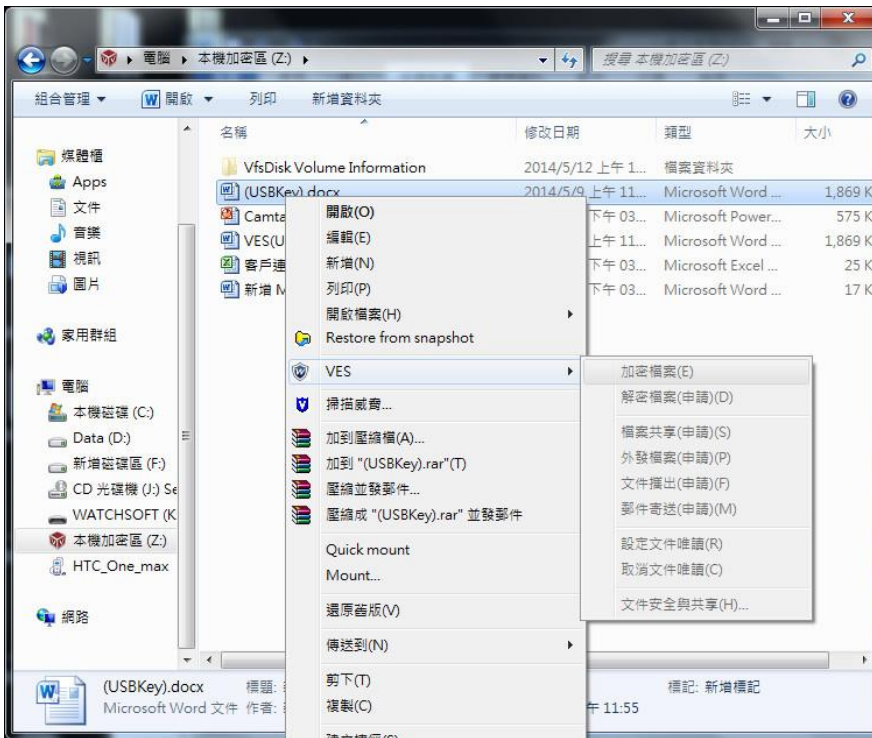 電腦 ▸ 本機加密區 (Z:) ▸
搜尋 本機加密區 (Z:)
組合管理 ▾ 開啟 ▾ 列印 新增資料夾
名稱 修改日期 類型 大小
媒體櫃
Apps
文件
音樂
視訊
圖片
家用群組
電腦
本機磁碟 (C:)
Data (D:)
新增磁碟區 (F:)
CD 光碟機 (J:) Se
WATCHSOFT (K
本機加密區 (Z:)
HTC_One_max
網路
VfsDisk Volume Information 2014/5/12 上午 1... 檔案資料夾
(USBKey).docx 2014/5/9 上午 11... Microsoft Word ... 1,869 K
Camta 下午 03... Microsoft Power... 575 K
VES(U 上午 11... Microsoft Word ... 1,869 K
客戶連 下午 03... Microsoft Excel ... 25 K
新增 M 下午 03... Microsoft Word ... 17 K
開啟(O)
編輯(E)
新增(N)
列印(P)
開啟檔案(H)
Restore from snapshot
VES
掃描威脅...
加到壓縮檔(A)...
加到 "(USBKey).rar"(T)
壓縮並發郵件...
壓縮成 "(USBKey).rar" 並發郵件
Quick mount
Mount...
還原舊版(V)
傳送到(N)
剪下(T)
複製(C)
加密檔案(E)
解密檔案(申請)(D)
檔案共享(申請)(S)
外發檔案(申請)(P)
文件攜出(申請)(F)
郵件寄送(申請)(M)
設定文件唯讀(R)
取消文件唯讀(C)
文件安全與共享(H)...
(USBKey).docx 標題: 標記: 新增標記
Microsoft Word 文件 作者: 午 11:55